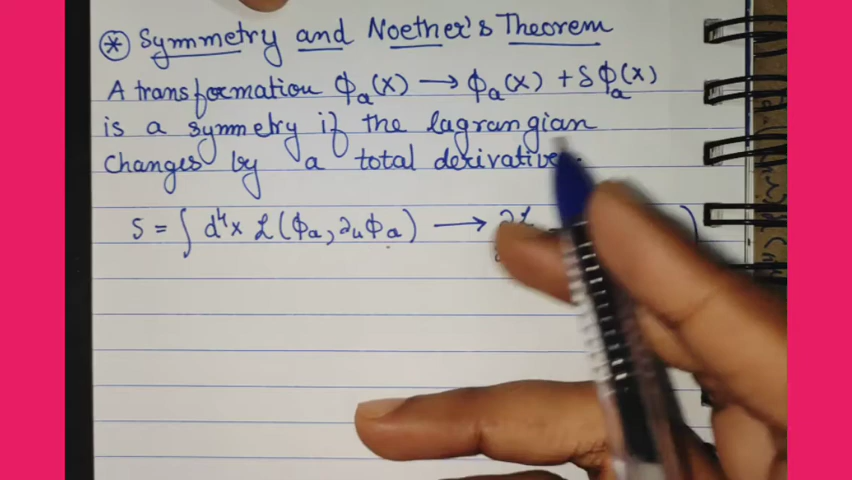 * Symmetry and Noether's Theorem
A transformation ϕₐ(x) ⟶ ϕₐ(x) + δϕₐ(x)
is a symmetry if the lagrangian
changes by a total derivative.
S = ∫ d⁴x ℒ(ϕₐ, ∂ᵤϕₐ) ⟶ ∂ℒ